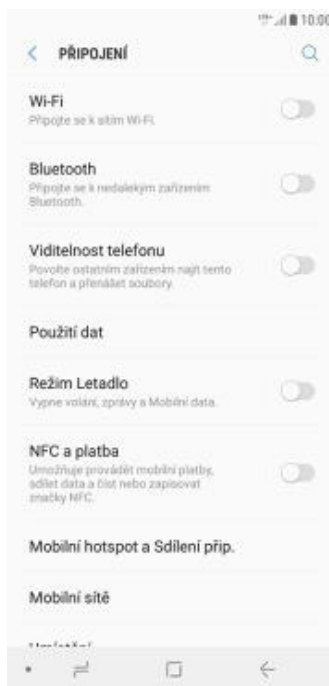 10:00
PŘIPOJENÍ
Wi-Fi
Připojte se k sítím Wi-Fi.
Bluetooth
Připojte se k nedalekým zařízením
Bluetooth.
Viditelnost telefonu
Povolte ostatním zařízením najít tento
telefon a přenášet soubory.
Použití dat
Režim Letadlo
Vypne volání, zprávy a Mobilní data.
NFC a platba
Umožňuje provádět mobilní platby,
sdílet data a číst nebo zapisovat
značky NFC.
Mobilní hotspot a Sdílení přip.
Mobilní sítě